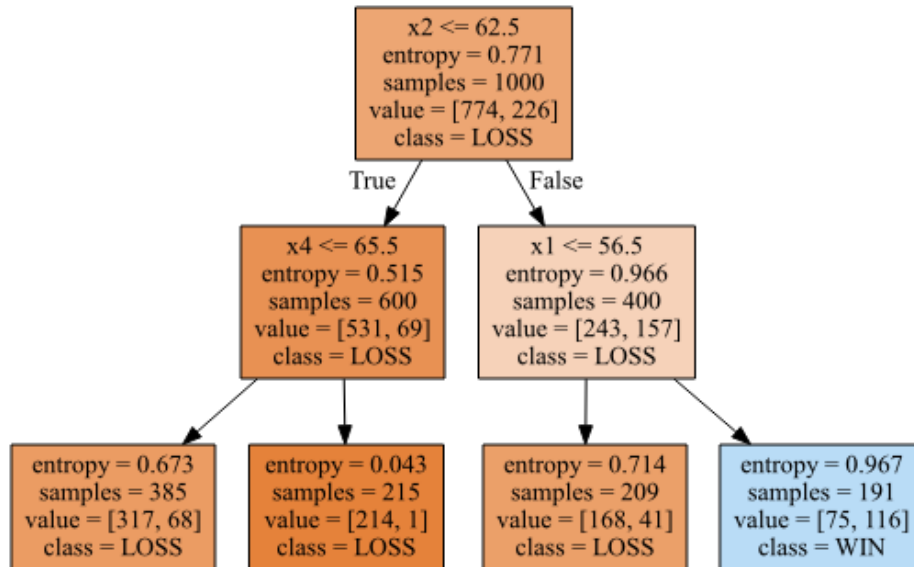 x2 <= 62.5
entropy = 0.771
samples = 1000
value = [774, 226]
class = LOSS
True
False
x4 <= 65.5
entropy = 0.515
samples = 600
value = [531, 69]
class = LOSS
x1 <= 56.5
entropy = 0.966
samples = 400
value = [243, 157]
class = LOSS
entropy = 0.673
samples = 385
value = [317, 68]
class = LOSS
entropy = 0.043
samples = 215
value = [214, 1]
class = LOSS
entropy = 0.714
samples = 209
value = [168, 41]
class = LOSS
entropy = 0.967
samples = 191
value = [75, 116]
class = WIN